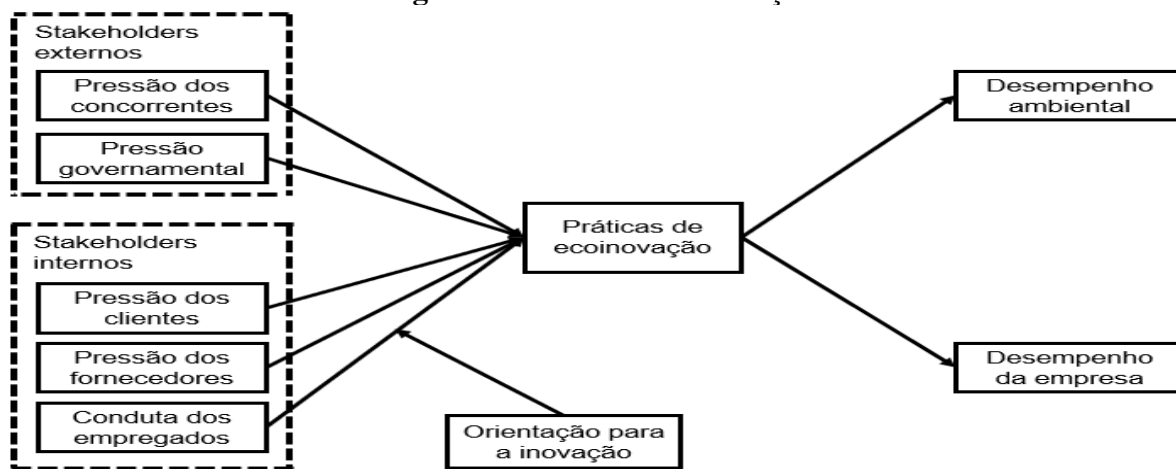 Stakeholders
externos
Pressão dos
concorrentes
Pressão
governamental
Stakeholders
internos
Pressão dos
clientes
Pressão dos
fornecedores
Conduta dos
empregados
Práticas de
ecoinovação
Orientação para
a inovação
Desempenho
ambiental
Desempenho
da empresa